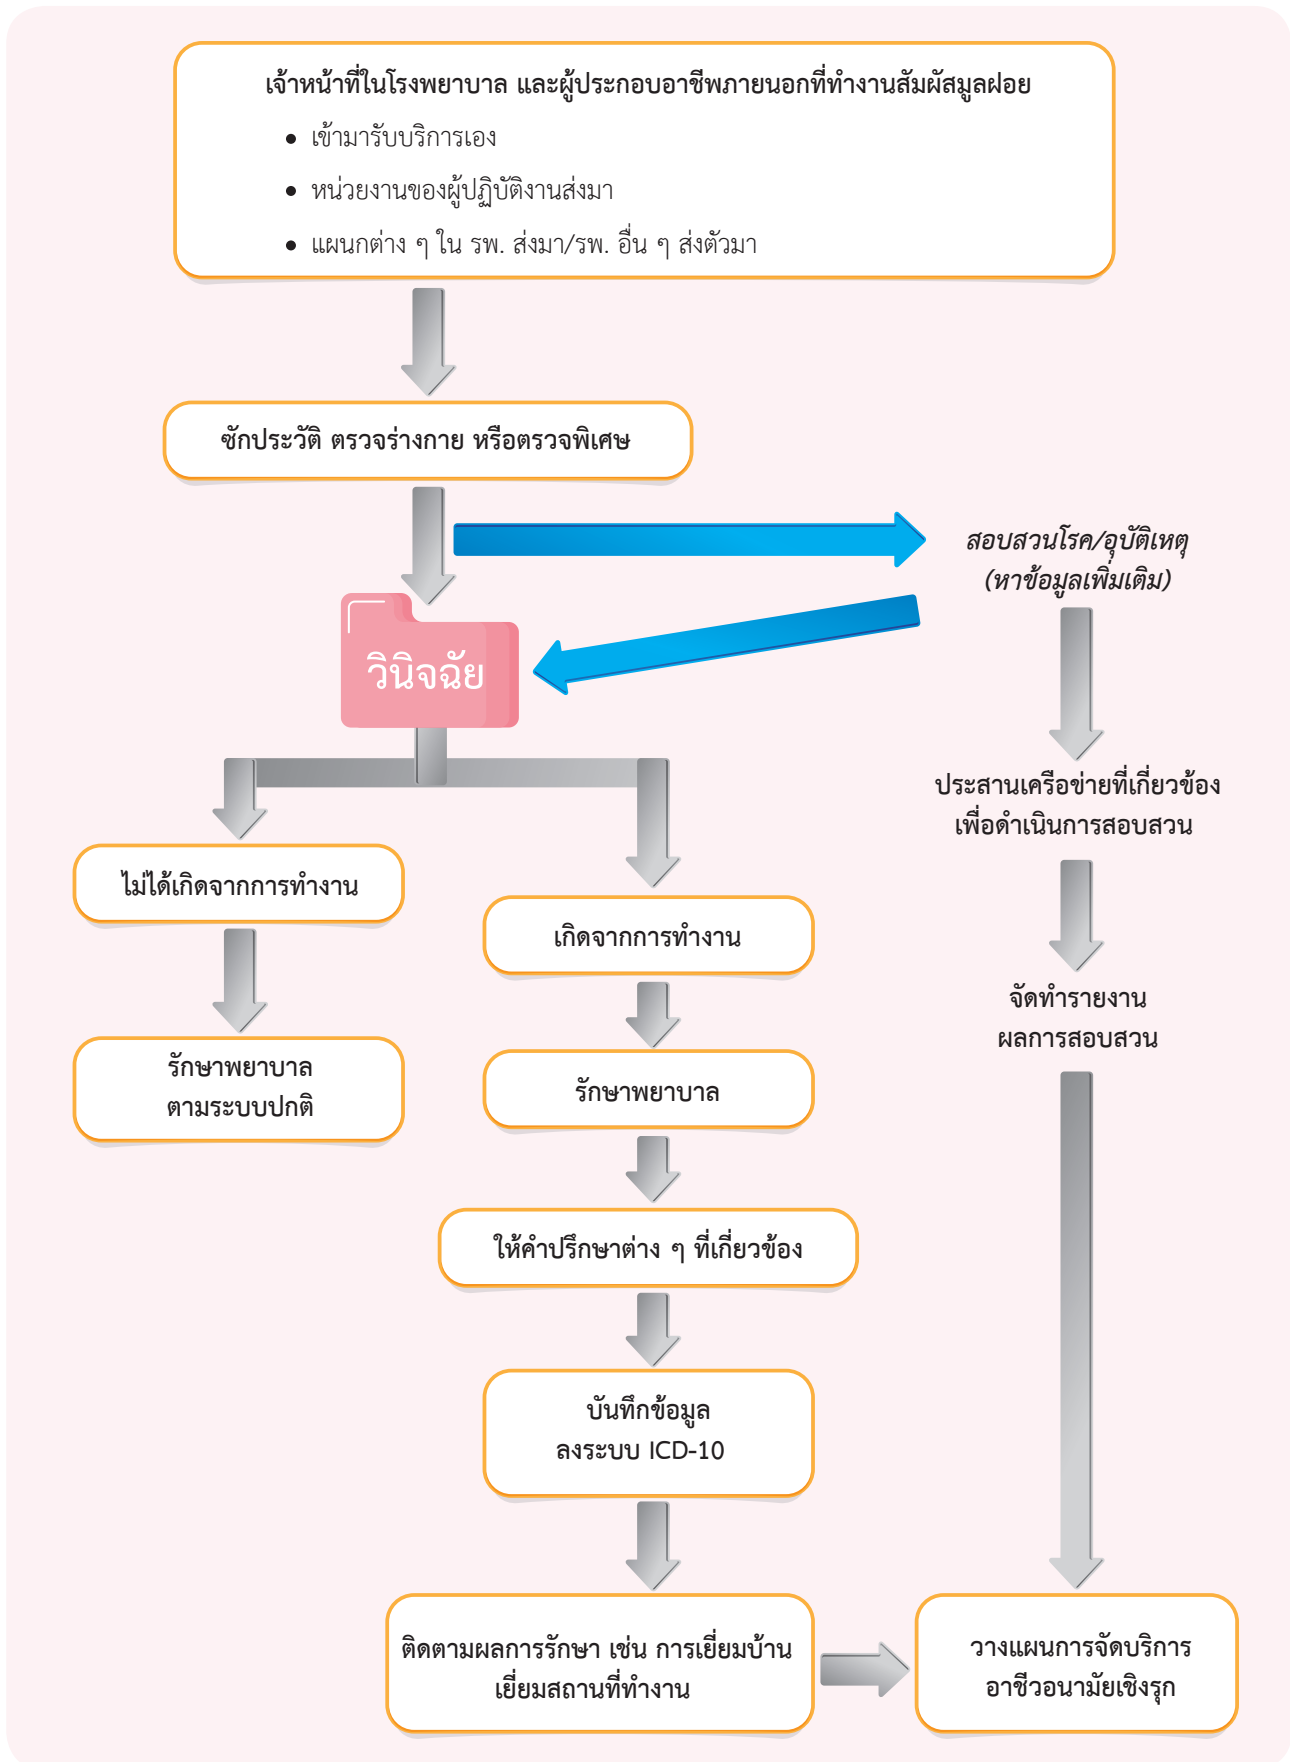 เจ้าหน้าที่ในโรงพยาบาล และผู้ประกอบอาชีพภายนอกที่ทำงานสัมผัสมูลฝอย
• เข้ามารับบริการเอง
• หน่วยงานของผู้ปฏิบัติงานส่งมา
• แผนกต่าง ๆ ใน รพ. ส่งมา/รพ. อื่น ๆ ส่งตัวมา
ซักประวัติ ตรวจร่างกาย หรือตรวจพิเศษ
สอบสวนโรค/อุบัติเหตุ
(หาข้อมูลเพิ่มเติม)
วินิจฉัย
ประสานเครือข่ายที่เกี่ยวข้อง
เพื่อดำเนินการสอบสวน
ไม่ได้เกิดจากการทำงาน
เกิดจากการทำงาน
จัดทำรายงาน
ผลการสอบสวน
รักษาพยาบาล
ตามระบบปกติ
รักษาพยาบาล
ให้คำปรึกษาต่าง ๆ ที่เกี่ยวข้อง
บันทึกข้อมูล
ลงระบบ ICD-10
ติดตามผลการรักษา เช่น การเยี่ยมบ้าน
เยี่ยมสถานที่ทำงาน
วางแผนการจัดบริการ
อาชีวอนามัยเชิงรุก